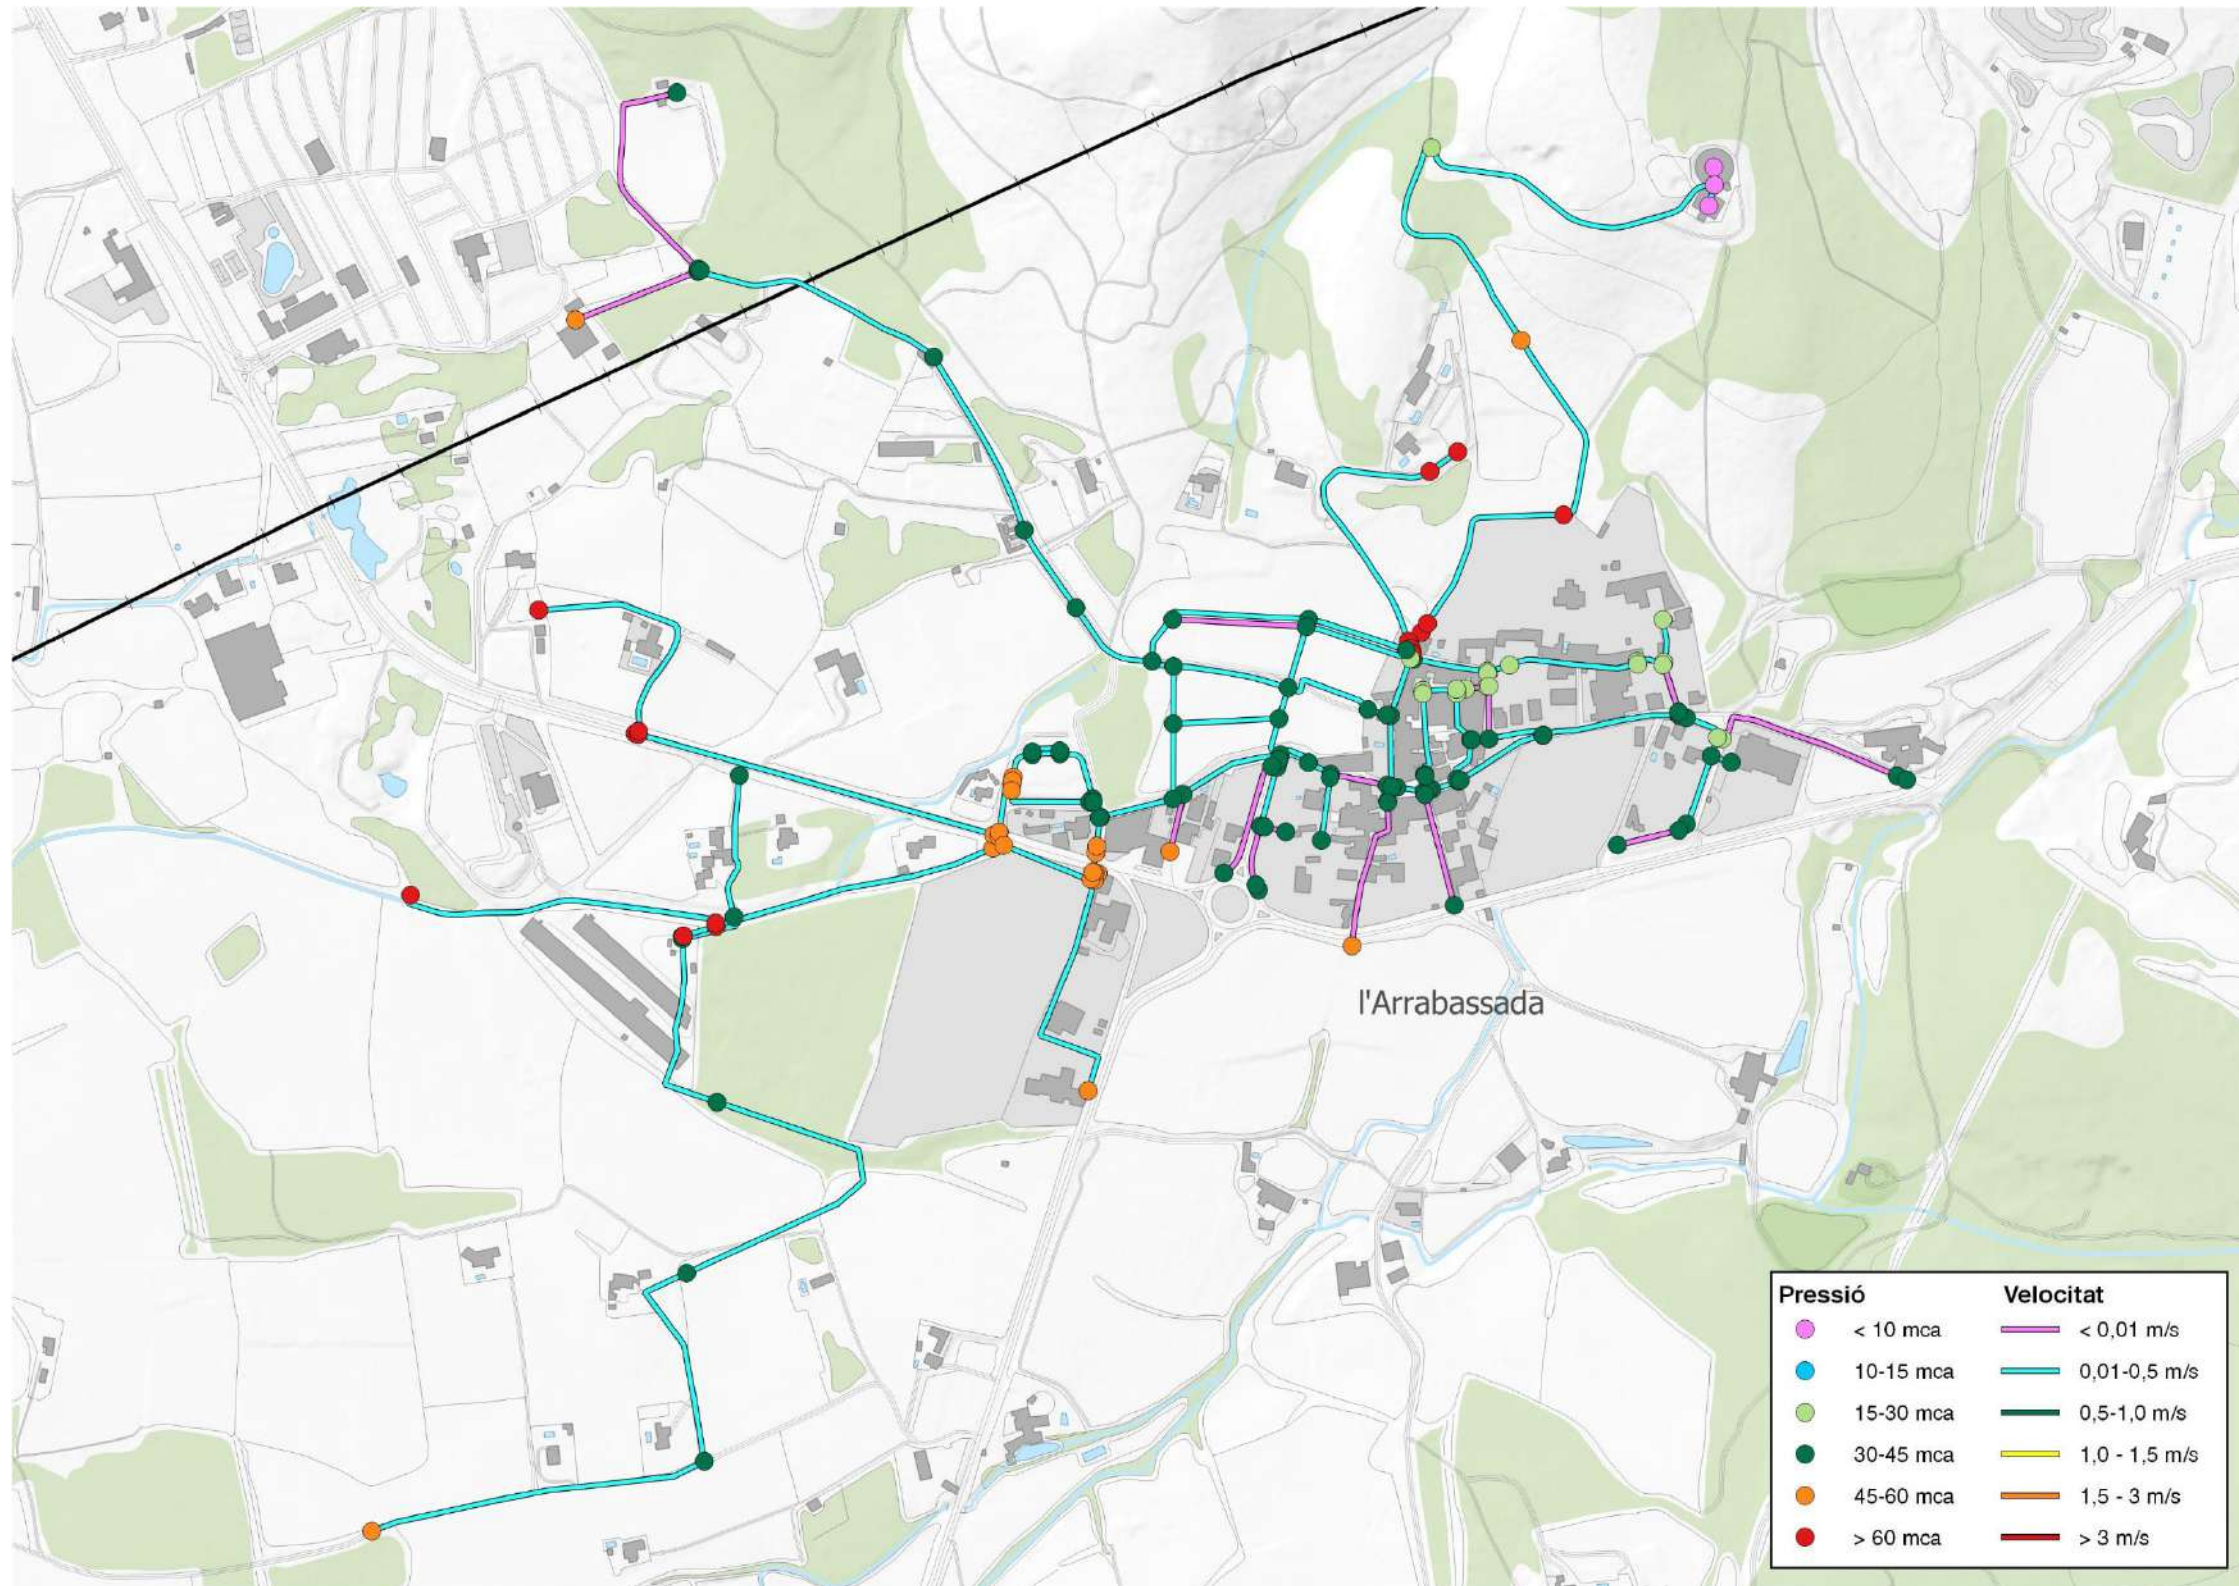 l'Arrabassada
Pressió Velocitat
< 10 mca < 0,01 m/s
10-15 mca 0,01-0,5 m/s
15-30 mca 0,5-1,0 m/s
30-45 mca 1,0 - 1,5 m/s
45-60 mca 1,5 - 3 m/s
> 60 mca > 3 m/s